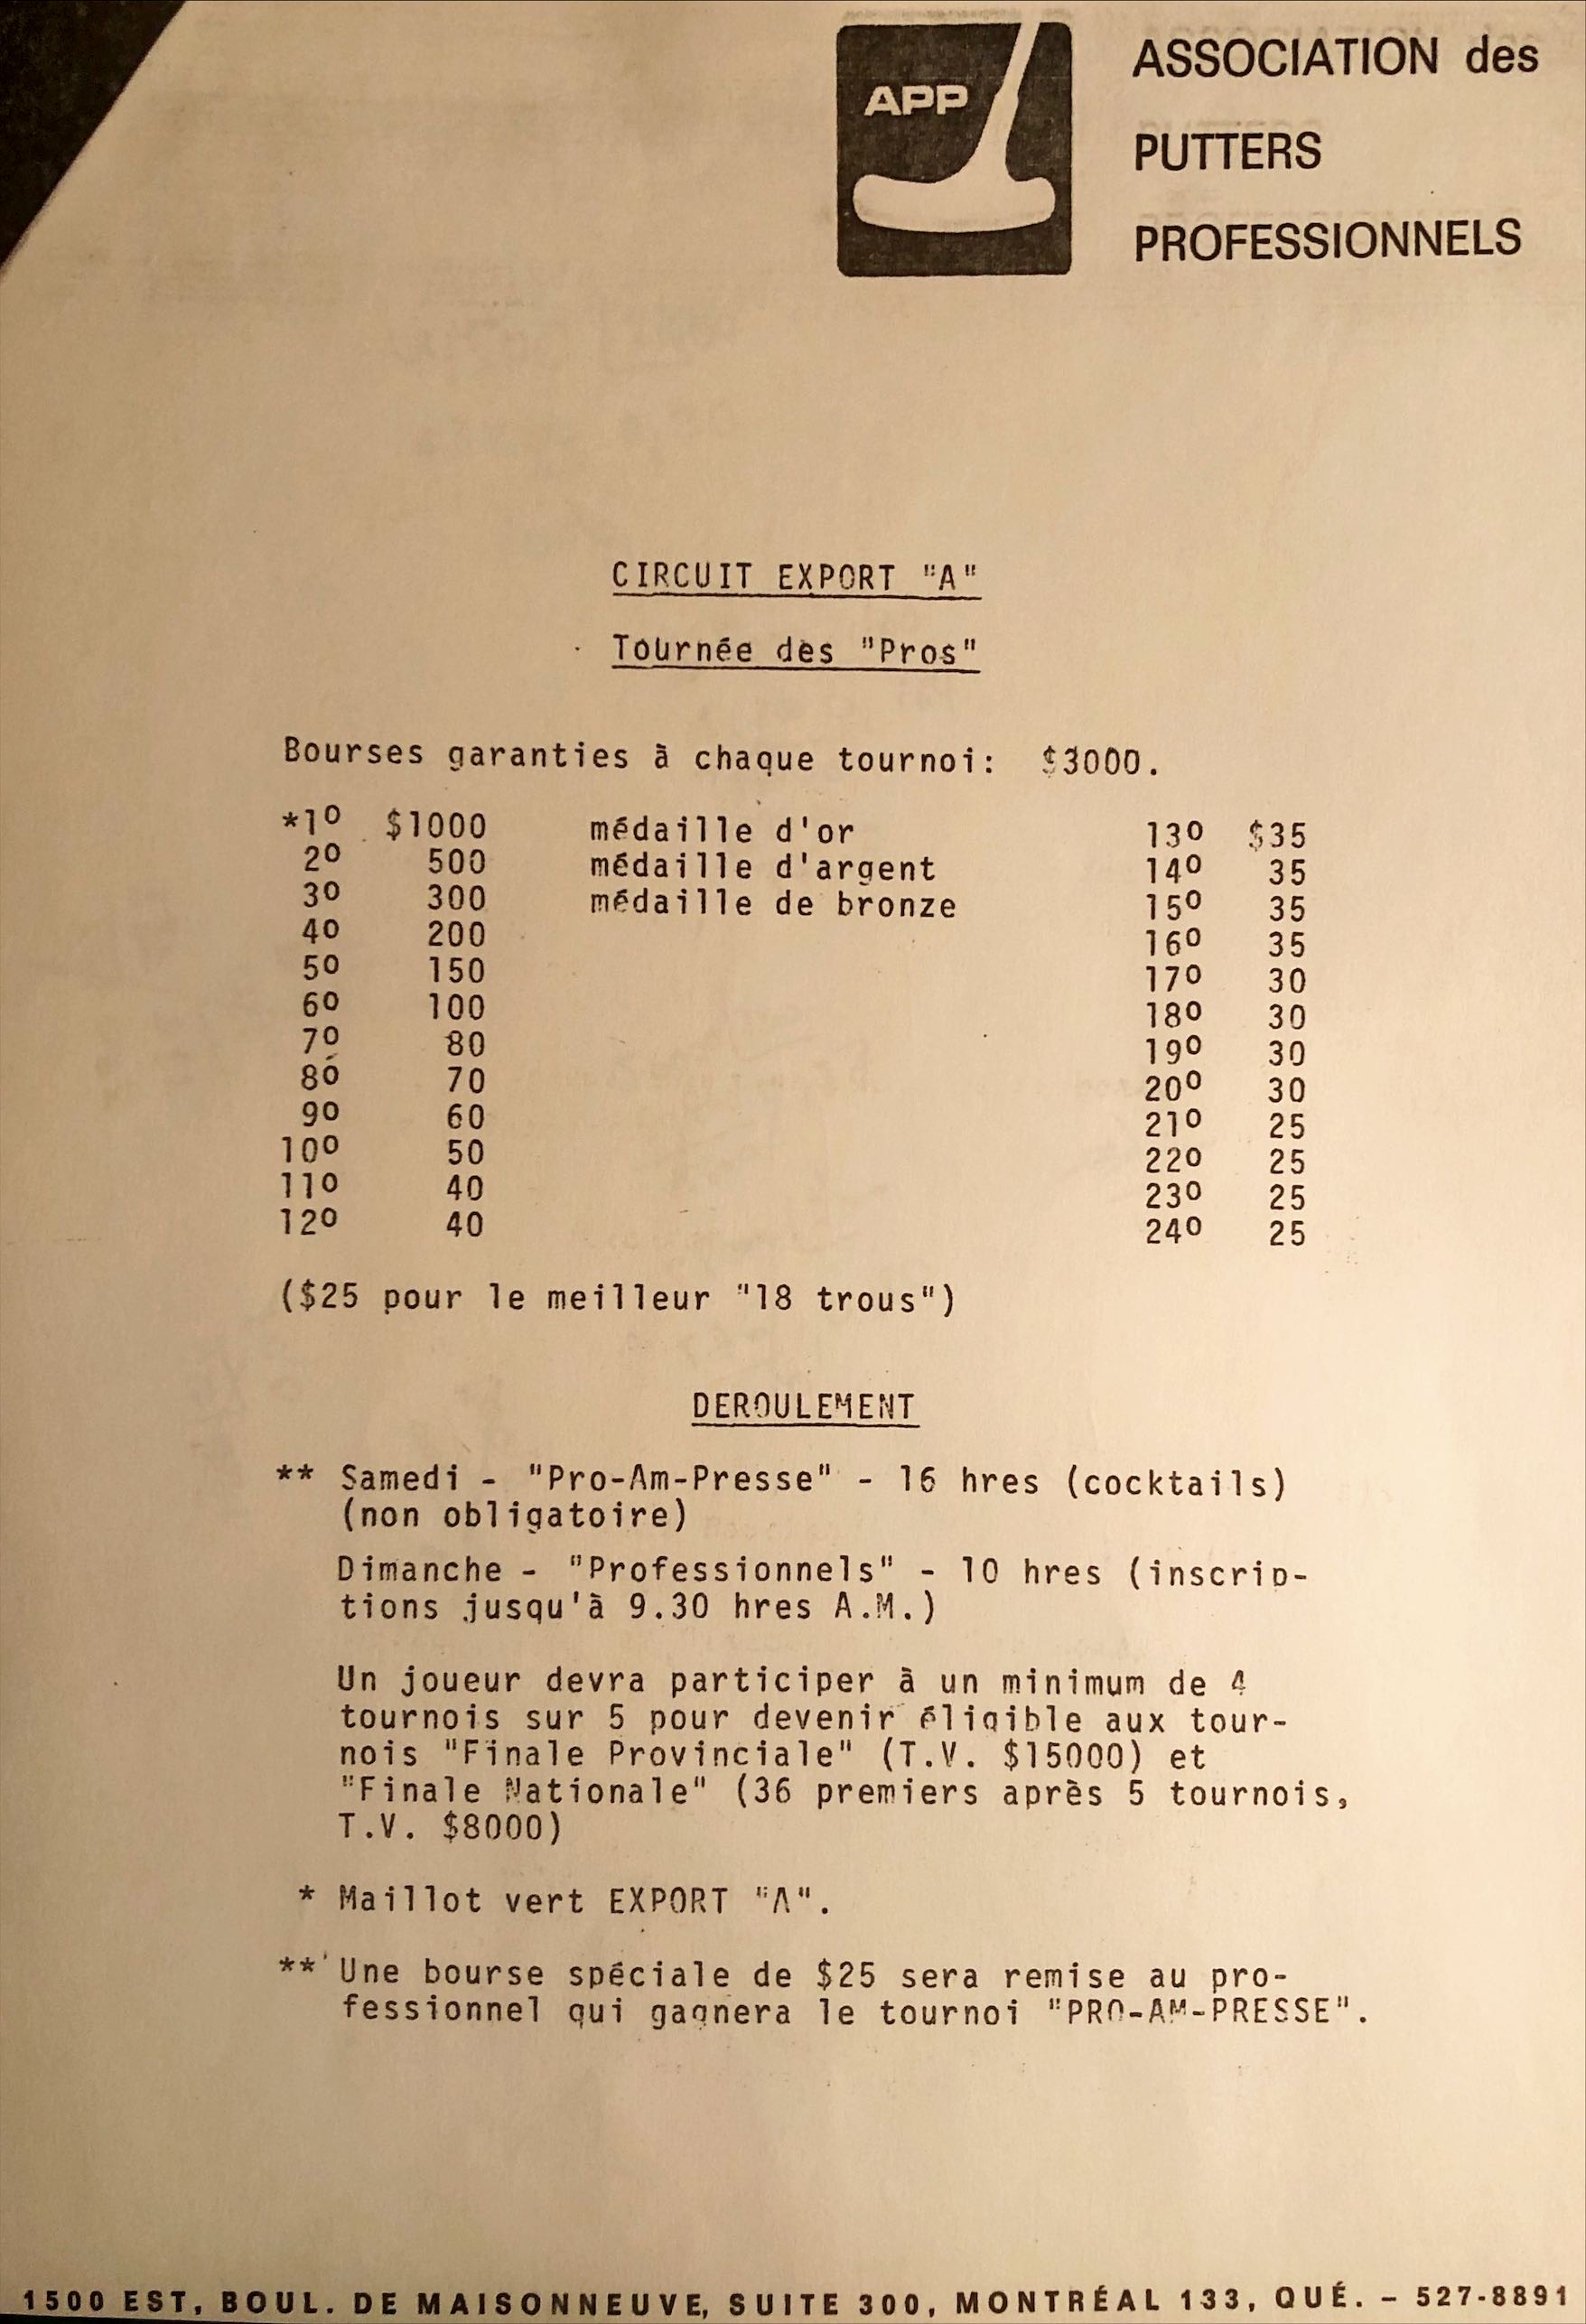 APP
ASSOCIATION des
PUTTERS
PROFESSIONNELS
CIRCUIT EXPORT "A"
Tournée des "Pros"
Bourses garanties à chaque tournoi: $3000.
*1º $1000 médaille d'or 13º $35
2º 500 médaille d'argent 14º 35
3º 300 médaille de bronze 15º 35
4º 200 16º 35
5º 150 17º 30
6º 100 18º 30
7º 80 19º 30
8º 70 20º 30
9º 60 21º 25
10º 50 22º 25
11º 40 23º 25
12º 40 24º 25
($25 pour le meilleur "18 trous")
DEROULEMENT
** Samedi - "Pro-Am-Presse" - 16 hres (cocktails)
(non obligatoire)
Dimanche - "Professionnels" - 10 hres (inscrip-
tions jusqu'à 9.30 hres A.M.)
Un joueur devra participer à un minimum de 4
tournois sur 5 pour devenir éligible aux tour-
nois "Finale Provinciale" (T.V. $15000) et
"Finale Nationale" (36 premiers après 5 tournois,
T.V. $8000)
* Maillot vert EXPORT "A".
** Une bourse spéciale de $25 sera remise au pro-
fessionnel qui gagnera le tournoi "PRO-AM-PRESSE".
1500 EST, BOUL. DE MAISONNEUVE, SUITE 300, MONTRÉAL 133, QUÉ. – 527-8891